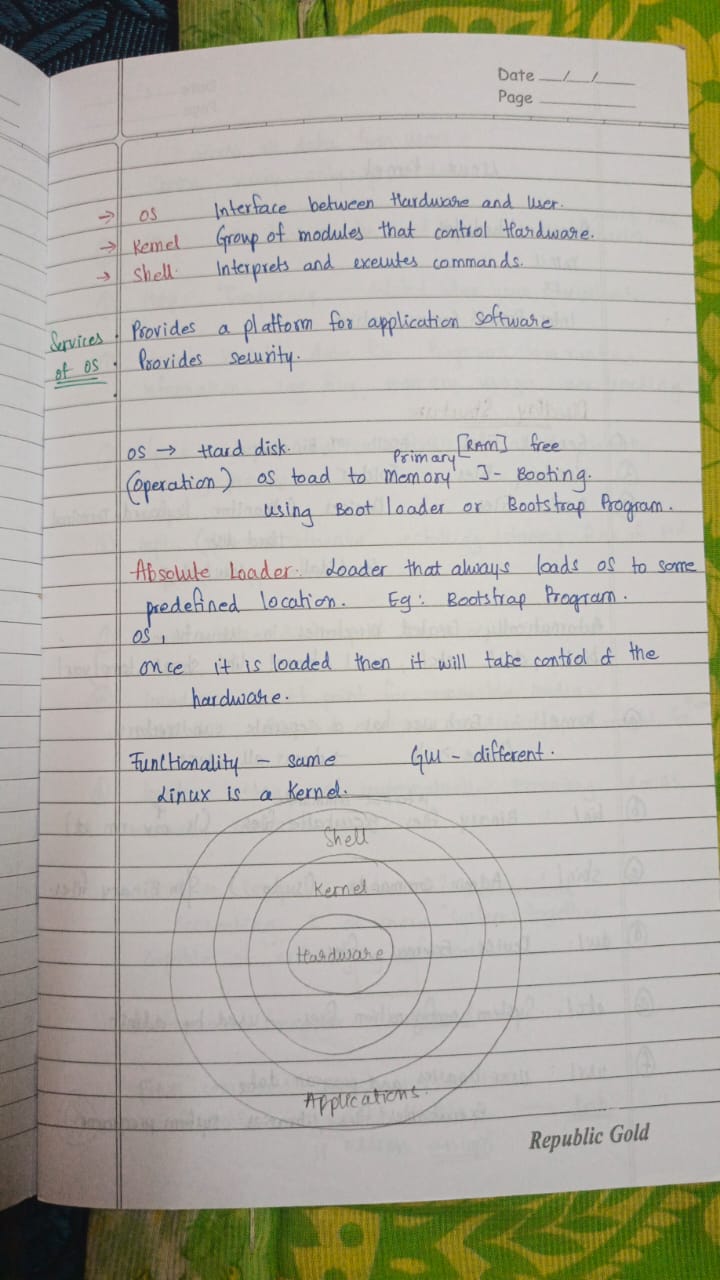 Date __/__/____
Page ________
→ OS Interface between Hardware and User.
→ Kernel Group of modules that control Hardware.
→ Shell. Interprets and executes commands.
Services of OS
• Provides a platform for application software
• Provides security.
•
OS → Hard disk. [RAM] free
Primary
(Operation) OS load to Memory ]- Booting.
using Boot loader or Bootstrap Program.
Absolute Loader. Loader that always loads OS to some
predefined location. Eg: Bootstrap Program.
OS,
once it is loaded then it will take control of the
hardware.
Functionality - same GUI - different.
Linux is a Kernel.
Shell
Kernel
Hardware
Applications.
Republic Gold